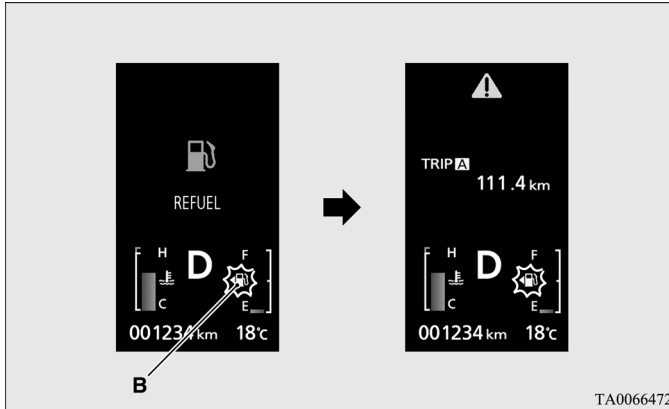 REFUEL
F H D F
C E
001234 km 18℃
B
TRIP A
111.4 km
F H D F
C E
001234 km 18℃
TA0066472